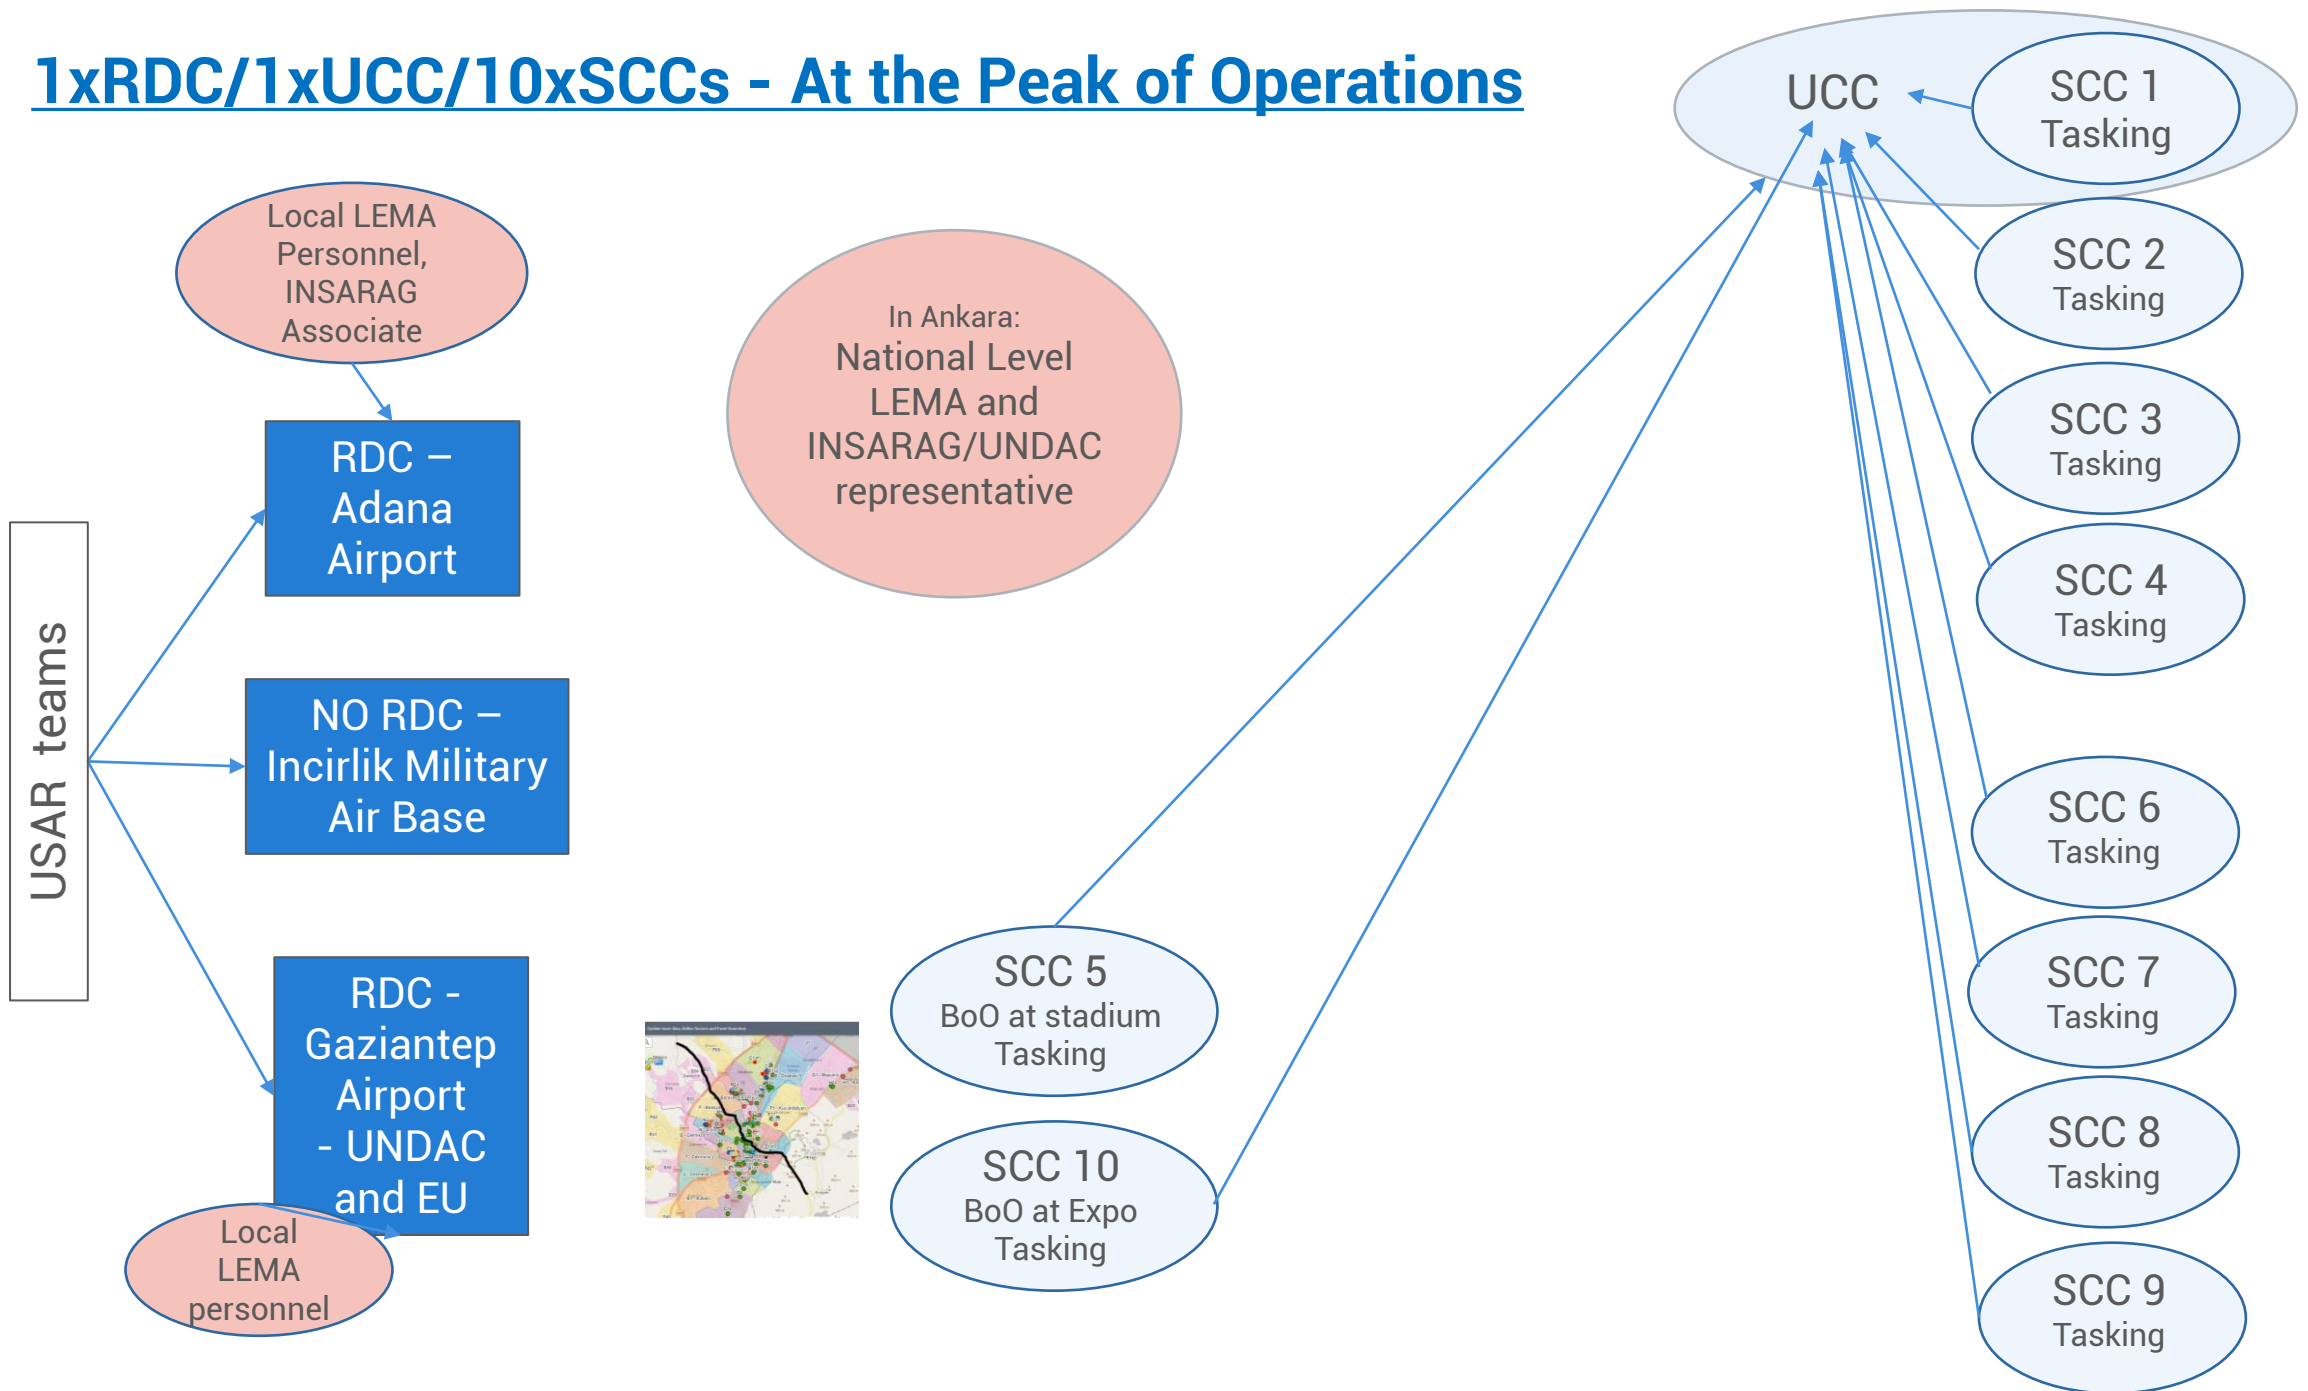 1xRDC/1xUCC/10xSCCs - At the Peak of Operations
UCC
SCC 1
Tasking
Local LEMA
Personnel,
INSARAG
Associate
In Ankara:
National Level
LEMA and
INSARAG/UNDAC
representative
SCC 2
Tasking
SCC 3
Tasking
RDC –
Adana
Airport
SCC 4
Tasking
USAR teams
NO RDC –
Incirlik Military
Air Base
SCC 6
Tasking
RDC -
Gaziantep
Airport
- UNDAC
and EU
SCC 5
BoO at stadium
Tasking
SCC 7
Tasking
SCC 10
BoO at Expo
Tasking
SCC 8
Tasking
Local
LEMA
personnel
SCC 9
Tasking